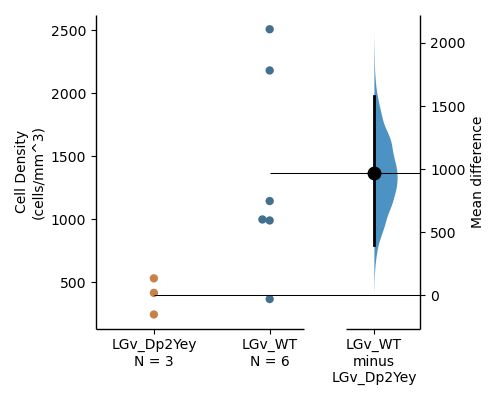 2500
2000
1500
1000
500
Cell Density
(cells/mm^3)
2000
1500
1000
500
0
Mean difference
LGv_Dp2Yey
N = 3
LGv_WT
N = 6
LGv_WT
minus
LGv_Dp2Yey